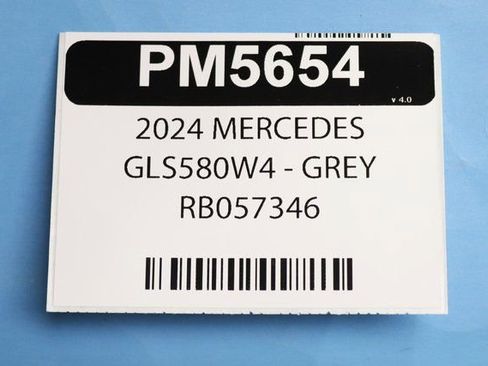 PM5654
v 4.0
2024 MERCEDES
GLS580W4 - GREY
RB057346